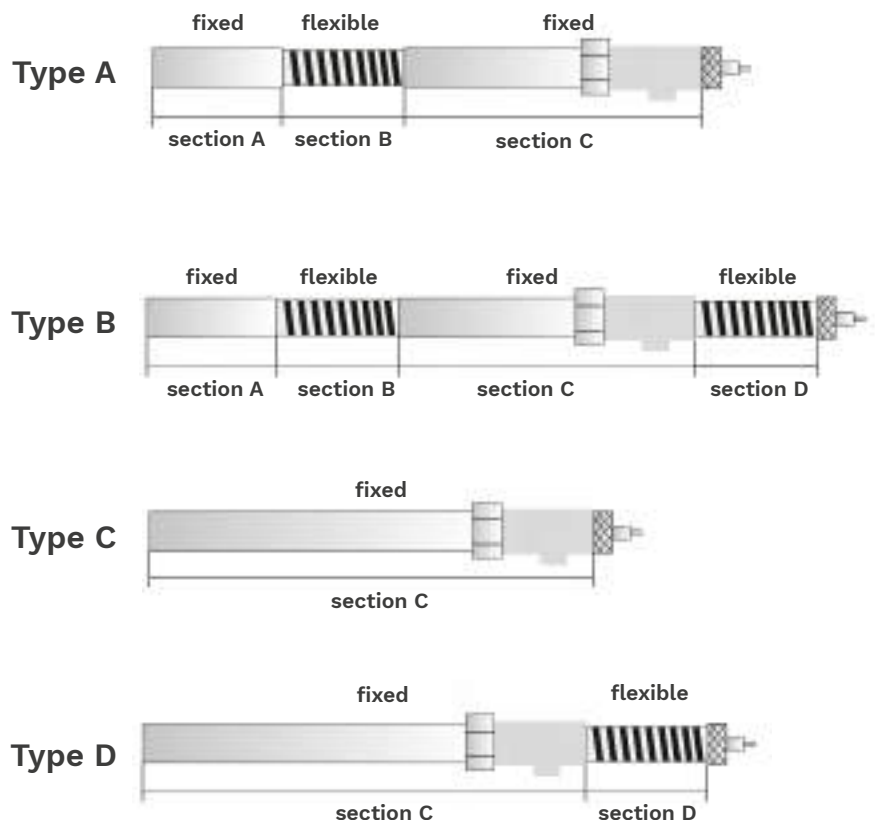 fixed flexible fixed
Type A
section A section B section C
fixed flexible fixed flexible
Type B
section A section B section C section D
fixed
Type C
section C
fixed flexible
Type D
section C section D